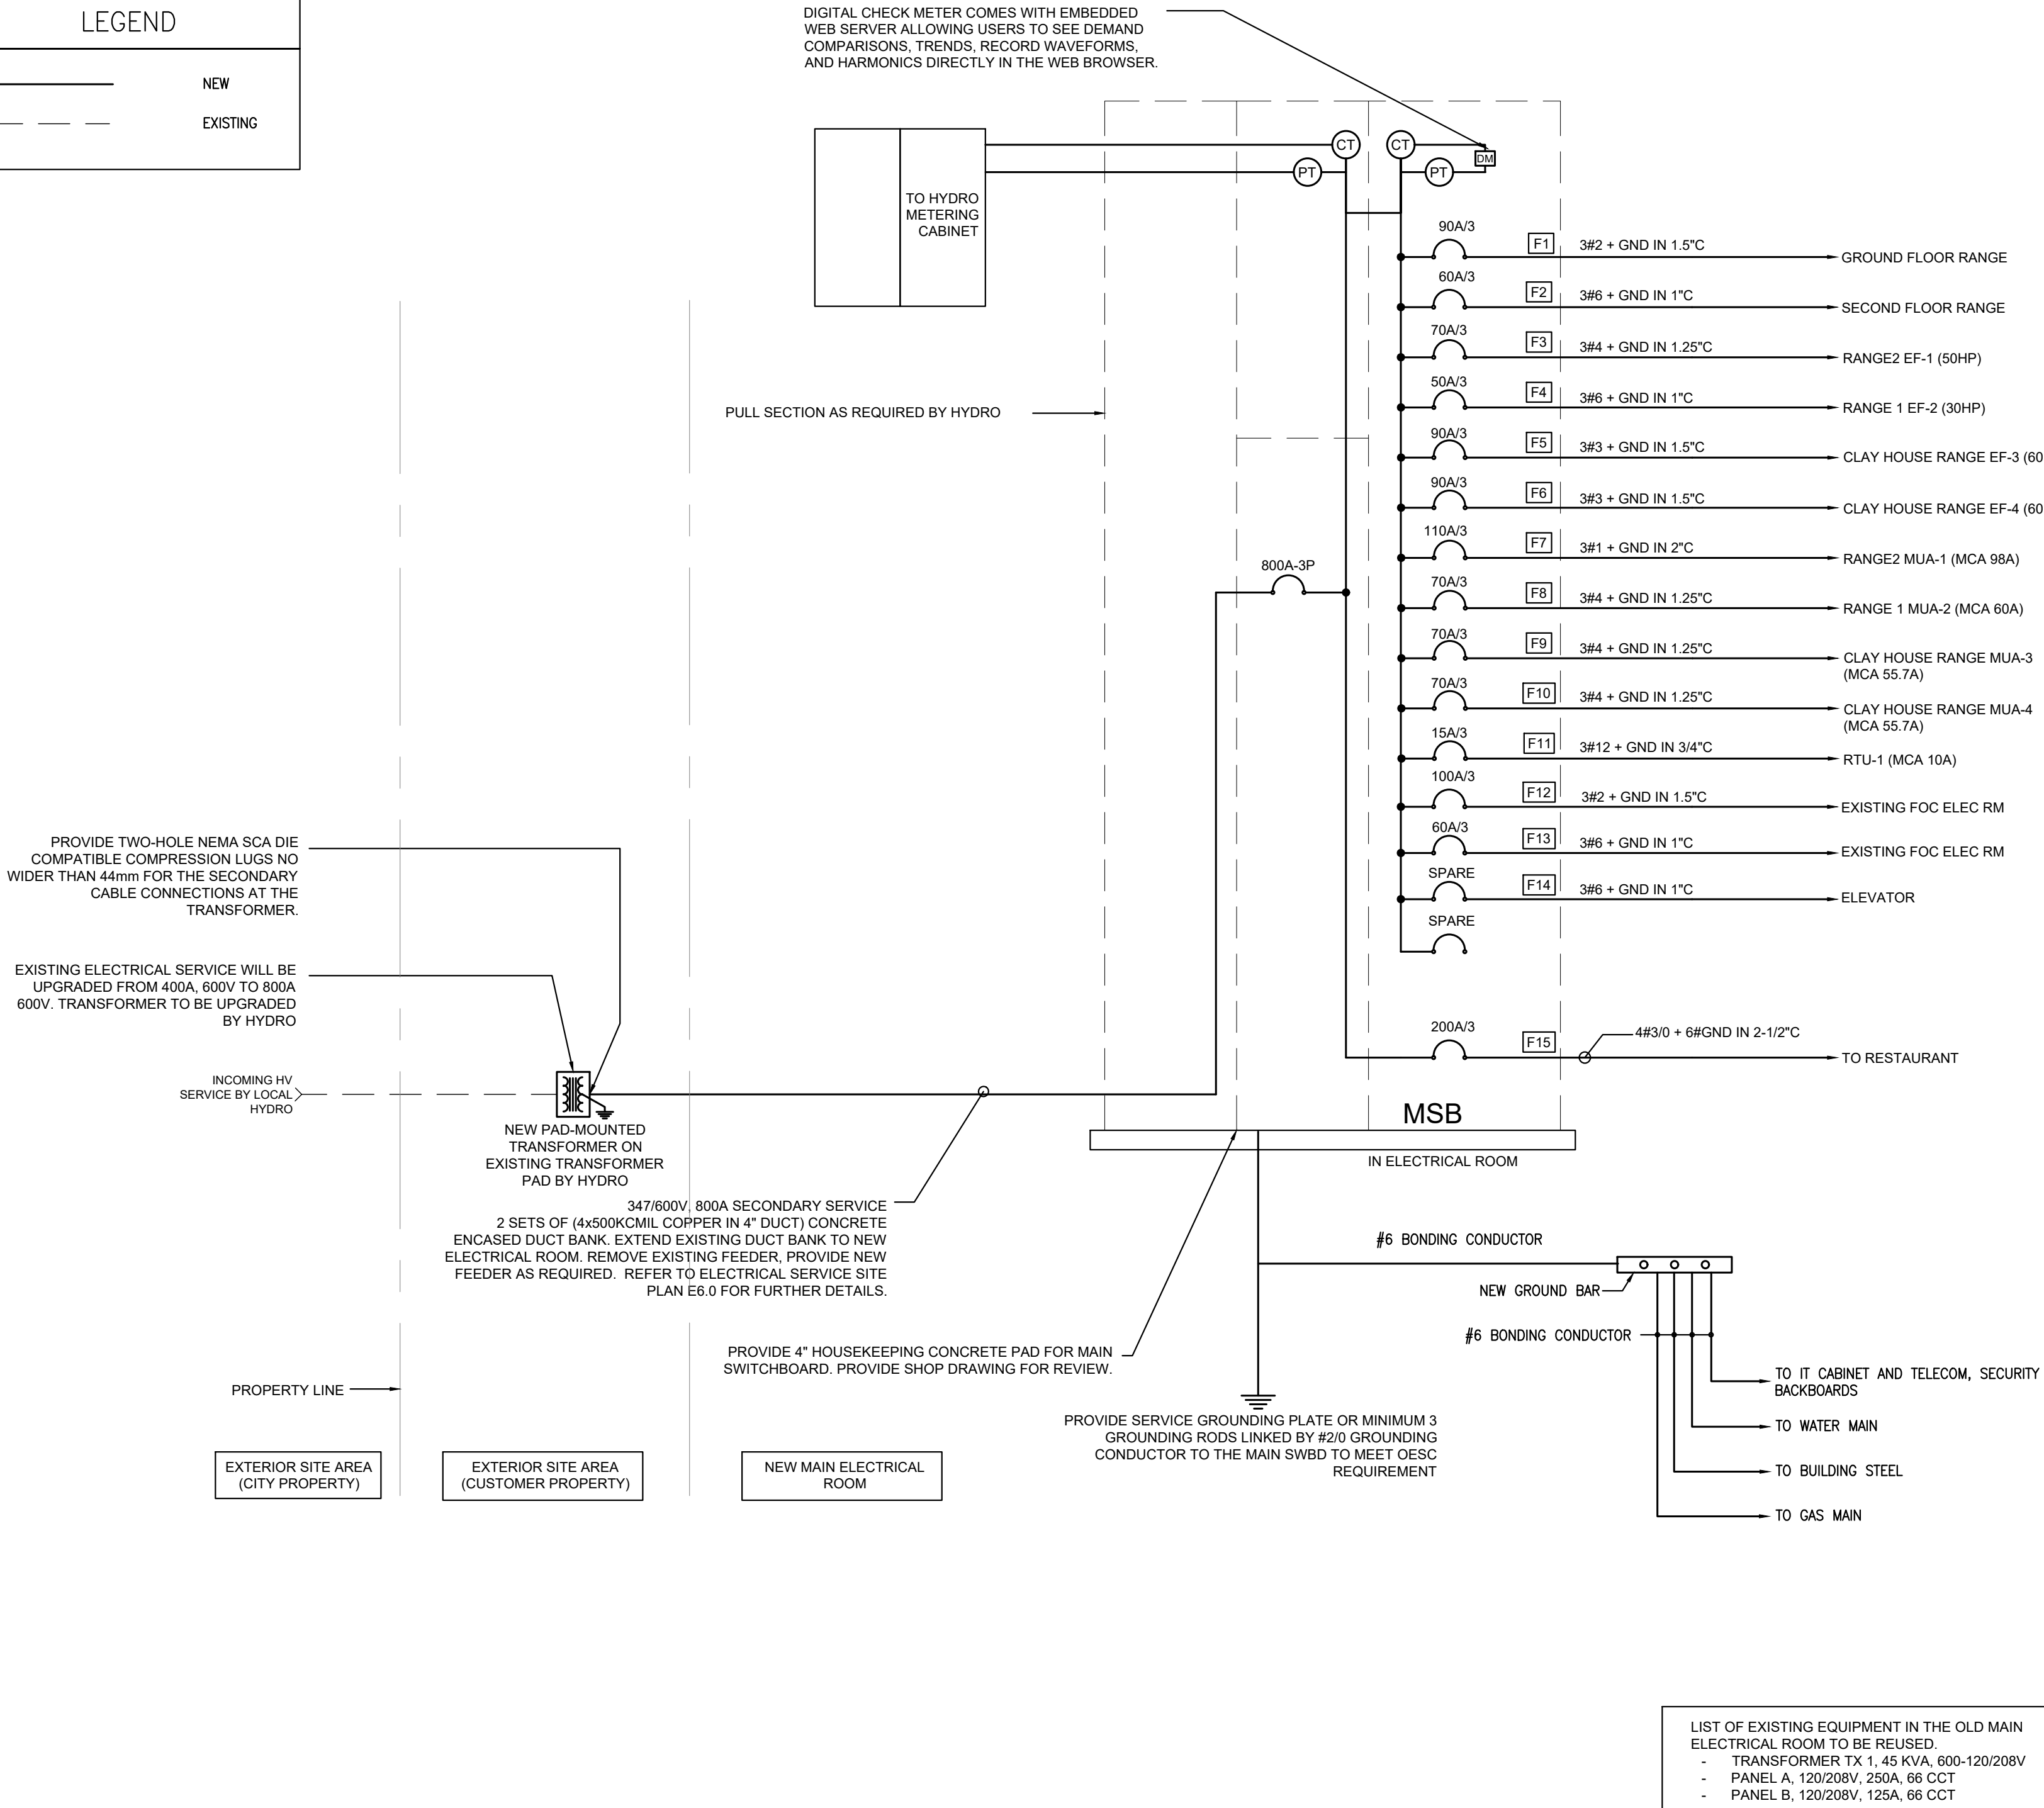 LEGEND
NEW
EXISTING
DIGITAL CHECK METER COMES WITH EMBEDDED
WEB SERVER ALLOWING USERS TO SEE DEMAND
COMPARISONS, TRENDS, RECORD WAVEFORMS,
AND HARMONICS DIRECTLY IN THE WEB BROWSER.
TO HYDRO
METERING
CABINET
CT
CT
DM
PT
PT
90A/3
F1
3#2 + GND IN 1.5"C
GROUND FLOOR RANGE
60A/3
F2
3#6 + GND IN 1"C
SECOND FLOOR RANGE
70A/3
F3
3#4 + GND IN 1.25"C
RANGE2 EF-1 (50HP)
50A/3
F4
3#6 + GND IN 1"C
RANGE 1 EF-2 (30HP)
PULL SECTION AS REQUIRED BY HYDRO
90A/3
F5
3#3 + GND IN 1.5"C
CLAY HOUSE RANGE EF-3 (60
90A/3
F6
3#3 + GND IN 1.5"C
CLAY HOUSE RANGE EF-4 (60
110A/3
F7
3#1 + GND IN 2"C
RANGE2 MUA-1 (MCA 98A)
800A-3P
70A/3
F8
3#4 + GND IN 1.25"C
RANGE 1 MUA-2 (MCA 60A)
70A/3
F9
3#4 + GND IN 1.25"C
CLAY HOUSE RANGE MUA-3
(MCA 55.7A)
70A/3
F10
3#4 + GND IN 1.25"C
CLAY HOUSE RANGE MUA-4
(MCA 55.7A)
15A/3
F11
3#12 + GND IN 3/4"C
RTU-1 (MCA 10A)
100A/3
F12
3#2 + GND IN 1.5"C
EXISTING FOC ELEC RM
60A/3
F13
3#6 + GND IN 1"C
EXISTING FOC ELEC RM
SPARE
F14
3#6 + GND IN 1"C
ELEVATOR
SPARE
PROVIDE TWO-HOLE NEMA SCA DIE
COMPATIBLE COMPRESSION LUGS NO
WIDER THAN 44mm FOR THE SECONDARY
CABLE CONNECTIONS AT THE
TRANSFORMER.
EXISTING ELECTRICAL SERVICE WILL BE
UPGRADED FROM 400A, 600V TO 800A
600V. TRANSFORMER TO BE UPGRADED
BY HYDRO
200A/3
F15
4#3/0 + 6#GND IN 2-1/2"C
TO RESTAURANT
INCOMING HV
SERVICE BY LOCAL
HYDRO
NEW PAD-MOUNTED
TRANSFORMER ON
EXISTING TRANSFORMER
PAD BY HYDRO
MSB
IN ELECTRICAL ROOM
347/600V, 800A SECONDARY SERVICE
2 SETS OF (4x500KCMIL COPPER IN 4" DUCT) CONCRETE
ENCASED DUCT BANK. EXTEND EXISTING DUCT BANK TO NEW
ELECTRICAL ROOM. REMOVE EXISTING FEEDER, PROVIDE NEW
FEEDER AS REQUIRED. REFER TO ELECTRICAL SERVICE SITE
PLAN E6.0 FOR FURTHER DETAILS.
#6 BONDING CONDUCTOR
NEW GROUND BAR
#6 BONDING CONDUCTOR
PROVIDE 4" HOUSEKEEPING CONCRETE PAD FOR MAIN
SWITCHBOARD. PROVIDE SHOP DRAWING FOR REVIEW.
PROPERTY LINE
TO IT CABINET AND TELECOM, SECURITY
BACKBOARDS
TO WATER MAIN
TO BUILDING STEEL
TO GAS MAIN
PROVIDE SERVICE GROUNDING PLATE OR MINIMUM 3
GROUNDING RODS LINKED BY #2/0 GROUNDING
CONDUCTOR TO THE MAIN SWBD TO MEET OESC
REQUIREMENT
EXTERIOR SITE AREA
(CITY PROPERTY)
EXTERIOR SITE AREA
(CUSTOMER PROPERTY)
NEW MAIN ELECTRICAL
ROOM
LIST OF EXISTING EQUIPMENT IN THE OLD MAIN
ELECTRICAL ROOM TO BE REUSED.
- TRANSFORMER TX 1, 45 KVA, 600-120/208V
- PANEL A, 120/208V, 250A, 66 CCT
- PANEL B, 120/208V, 125A, 66 CCT